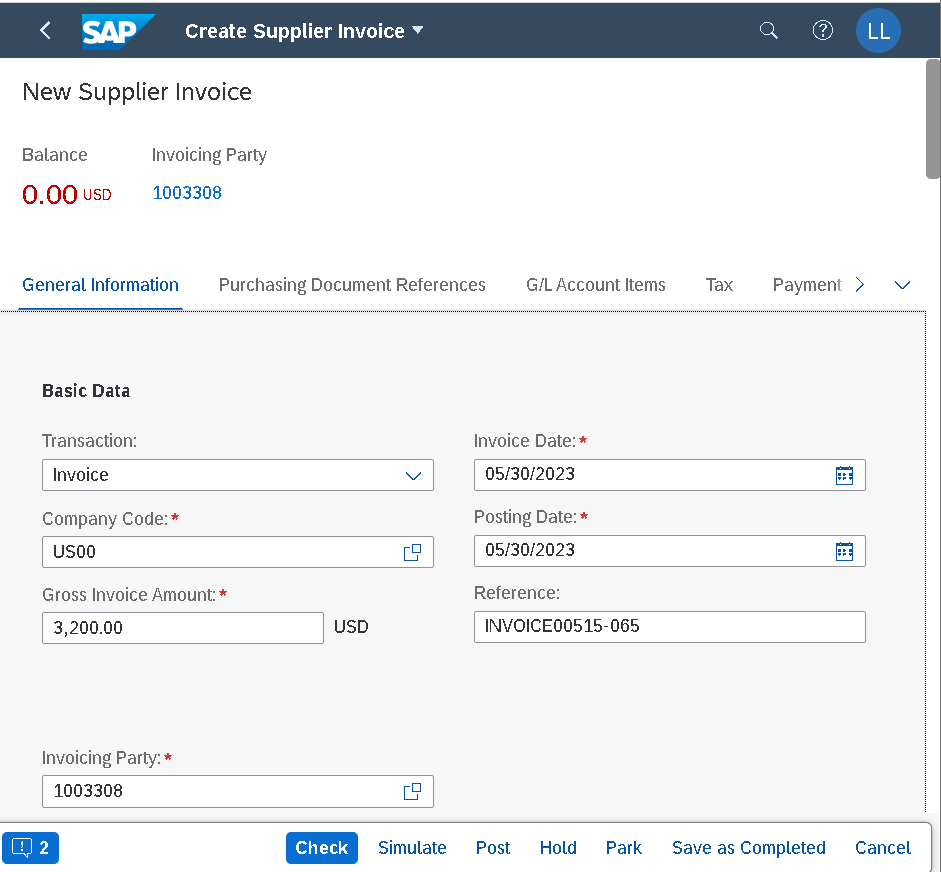 SAP Create Supplier Invoice LL
New Supplier Invoice
Balance Invoicing Party
0.00 USD 1003308
General Information Purchasing Document References G/L Account Items Tax Payment
Basic Data
Transaction: Invoice Date:*
Invoice 05/30/2023
Company Code:* Posting Date:*
US00 05/30/2023
Gross Invoice Amount:* Reference:
3,200.00 USD INVOICE00515-065
Invoicing Party:*
1003308
2 Check Simulate Post Hold Park Save as Completed Cancel